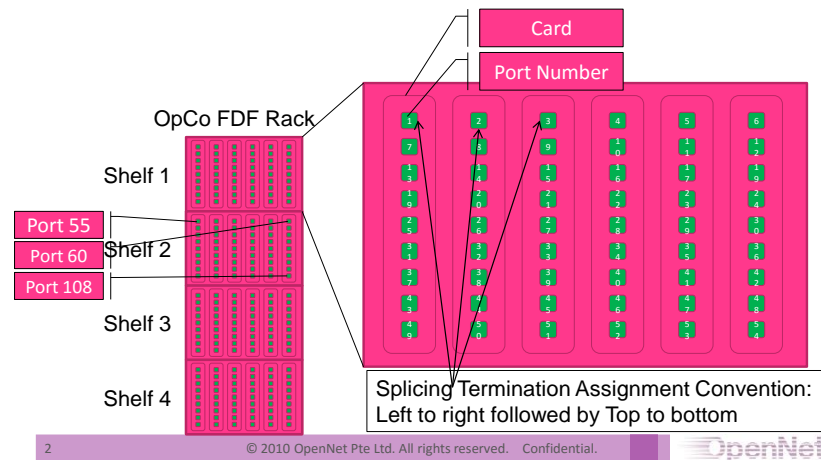 Card
Port Number
OpCo FDF Rack
Shelf 1
Shelf 2
Shelf 3
Shelf 4
Port 55
Port 60
Port 108
1 2 3 4 5 6
7 8 9 10 11 12
13 14 15 16 17 19
19 20 21 22 23 24
25 26 27 28 29 30
31 32 33 34 35 36
37 38 39 40 41 42
43 44 45 46 47 48
49 50 51 52 53 54
Splicing Termination Assignment Convention:
Left to right followed by Top to bottom
2 © 2010 OpenNet Pte Ltd. All rights reserved. Confidential.
OpenNet